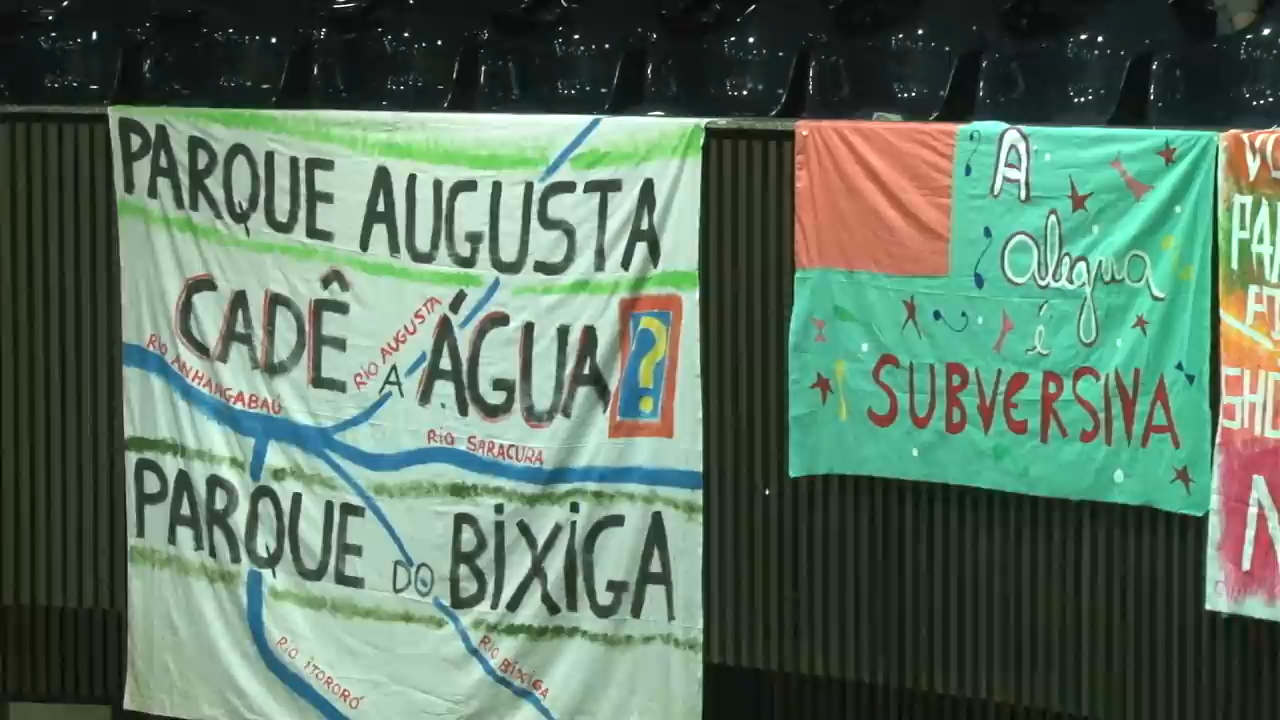 PARQUE AUGUSTA
CADÊ A ÁGUA?
RIO AUGUSTA
RIO ANHANGABAÚ
RIO SARACURA
PARQUE DO BIXIGA
RIO ITORORÓ
RIO BIXIGA
A
alegria
é
SUBVERSIVA